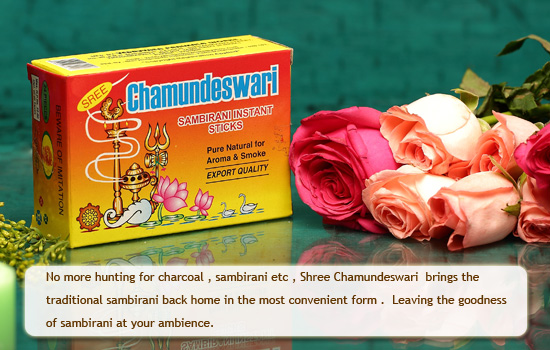 SREE
Chamundeswari
SAMBIRANI INSTANT
STICKS
Pure Natural for
Aroma & Smoke
EXPORT QUALITY
BEWARE OF IMITATION
No more hunting for charcoal , sambirani etc , Shree Chamundeswari brings the
traditional sambirani back home in the most convenient form . Leaving the goodness
of sambirani at your ambience.